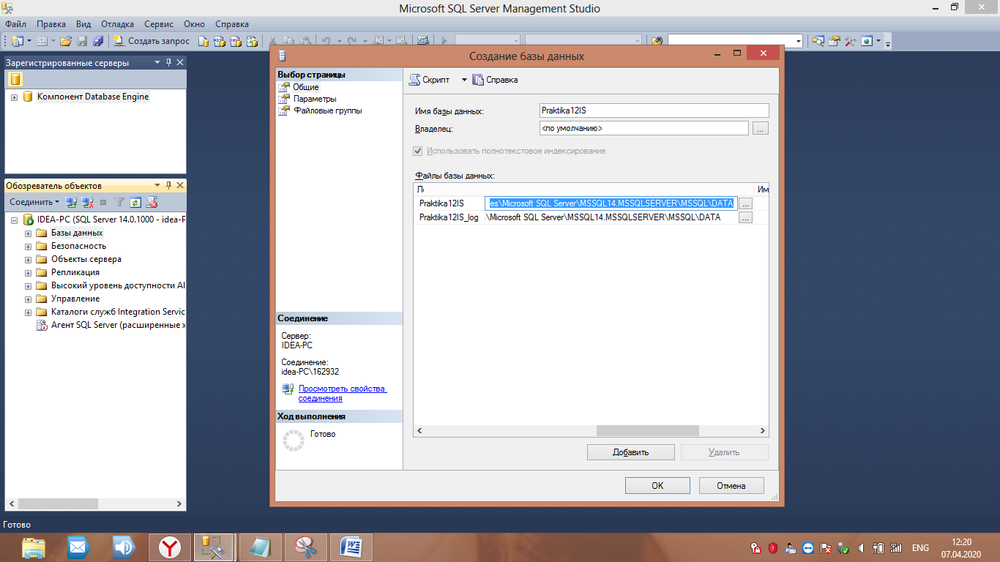 Microsoft SQL Server Management Studio
Файл Правка Вид Отладка Сервис Окно Справка
Создать запрос
Зарегистрированные серверы
Компонент Database Engine
Обозреватель объектов
Соединить
IDEA-PC (SQL Server 14.0.1000 - idea-P
Базы данных
Безопасность
Объекты сервера
Репликация
Высокий уровень доступности Al
Управление
Каталоги служб Integration Servic
Агент SQL Server (расширенные х
Создание базы данных
Выбор страницы
Общие
Параметры
Файловые группы
Соединение
Сервер:
IDEA-PC
Соединение:
idea-PC\162932
Просмотреть свойства
соединения
Ход выполнения
Готово
Скрипт Справка
Имя базы данных: Praktika12IS
Владелец: <по умолчанию> ...
Использовать полнотекстовое индексирование
Файлы базы данных:
Ло Им
Praktika12IS es\Microsoft SQL Server\MSSQL14.MSSQLSERVER\MSSQL\DATA ...
Praktika12IS_log \Microsoft SQL Server\MSSQL14.MSSQLSERVER\MSSQL\DATA ...
Добавить Удалить
OK Отмена
Готово
ENG
12:20
07.04.2020